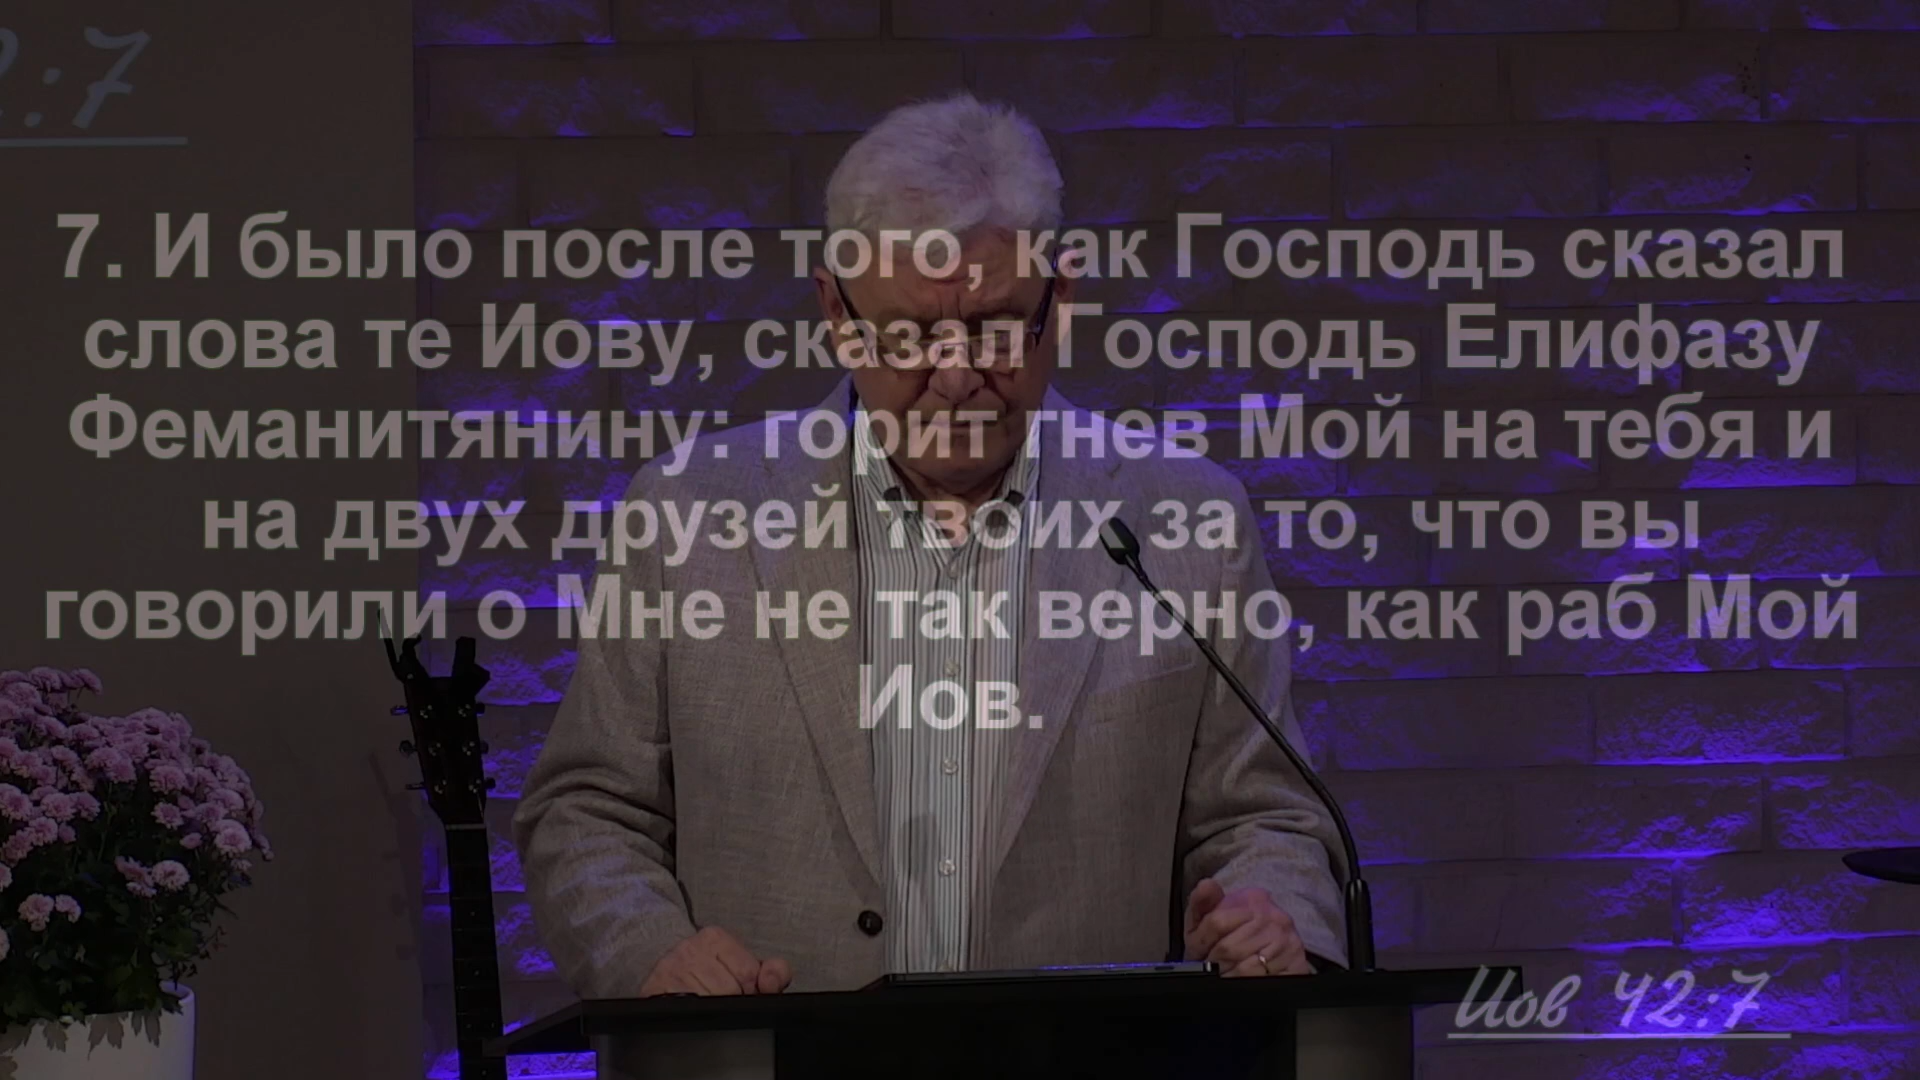 2:7
7. И было после того, как Господь сказал
слова те Иову, сказал Господь Елифазу
Феманитянину: горит гнев Мой на тебя и
на двух друзей твоих за то, что вы
говорили о Мне не так верно, как раб Мой
Иов.
Иов 42:7